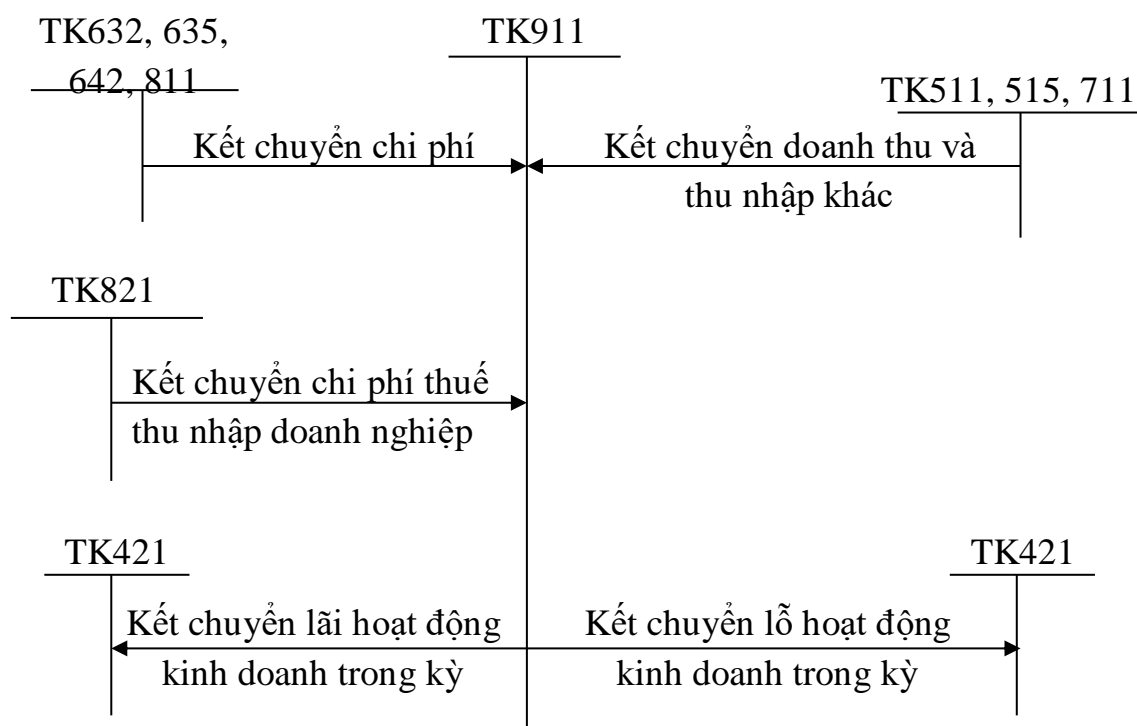 TK632, 635,
642, 811
TK911
TK511, 515, 711
Kết chuyển chi phí
Kết chuyển doanh thu và
thu nhập khác
TK821
Kết chuyển chi phí thuế
thu nhập doanh nghiệp
TK421
TK421
Kết chuyển lãi hoạt động
kinh doanh trong kỳ
Kết chuyển lỗ hoạt động
kinh doanh trong kỳ